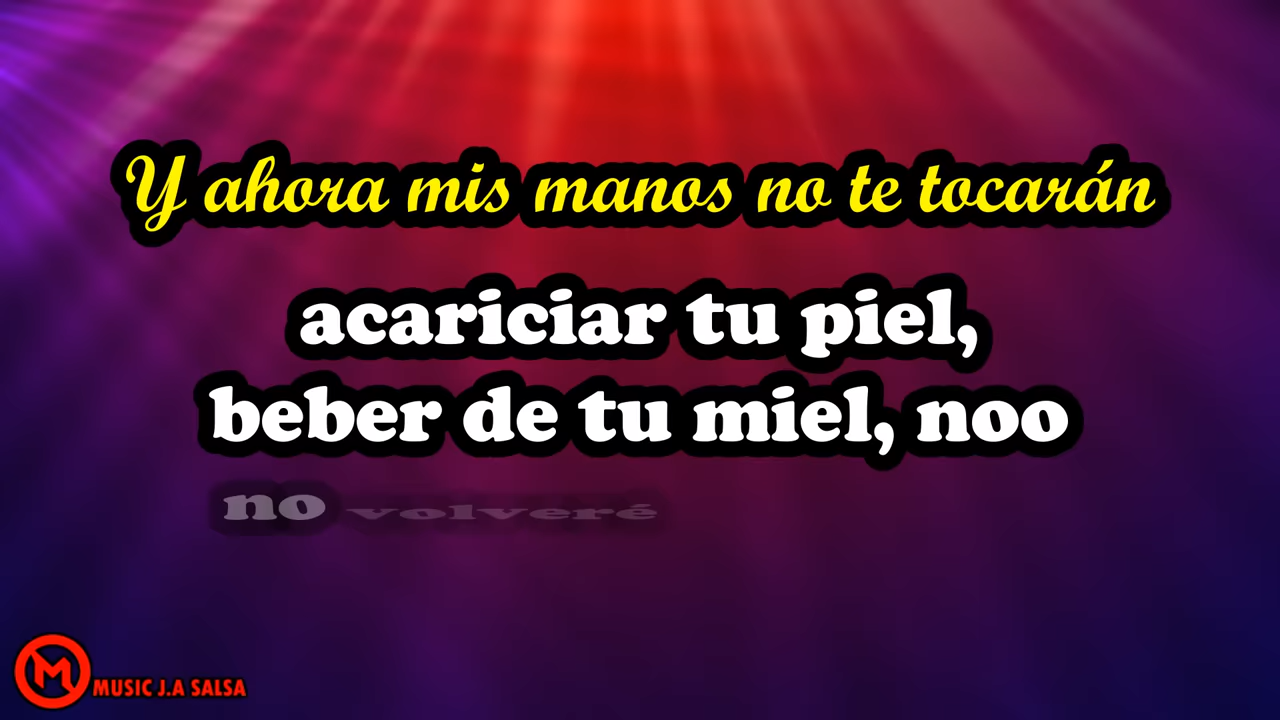 Y ahora mis manos no te tocarán
acariciar tu piel,
beber de tu miel, noo
no volveré
MUSIC J.A SALSA